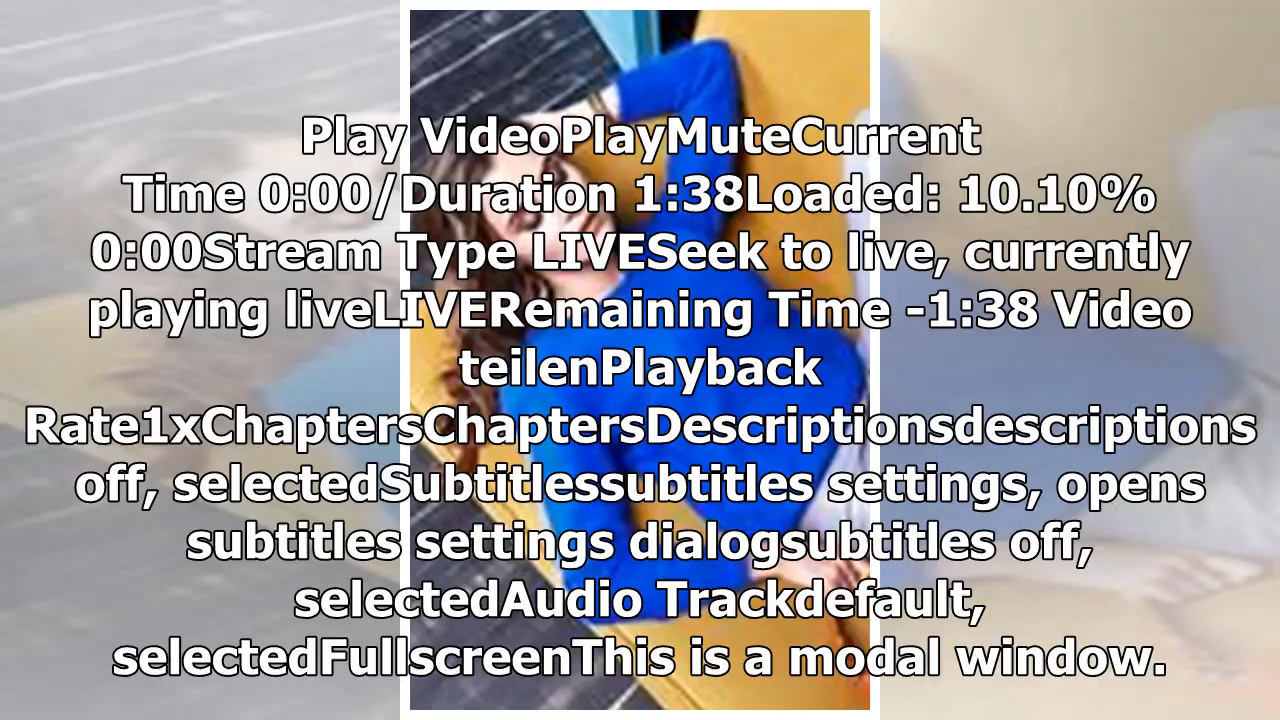 Play VideoPlayMuteCurrent
Time 0:00/Duration 1:38Loaded: 10.10%
0:00Stream Type LIVESeek to live, currently
playing liveLIVERemaining Time -1:38 Video
teilenPlayback
Rate1xChaptersChaptersDescriptionsdescriptions
off, selectedSubtitlessubtitles settings, opens
subtitles settings dialogsubtitles off,
selectedAudio Trackdefault,
selectedFullscreenThis is a modal window.